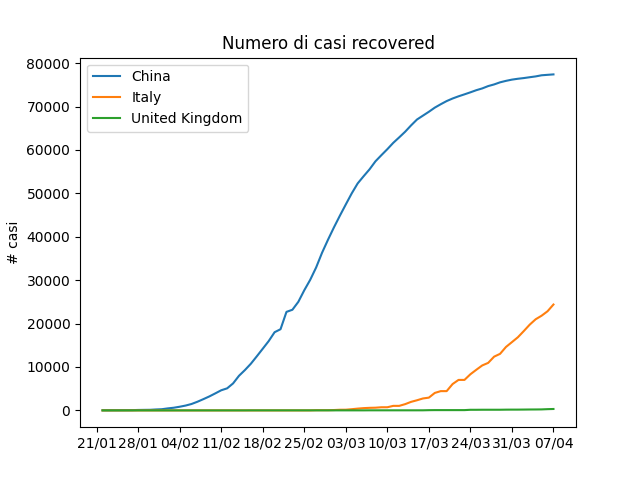 Numero di casi recovered
China
Italy
United Kingdom
# casi
80000
70000
60000
50000
40000
30000
20000
10000
0
21/01 28/01 04/02 11/02 18/02 25/02 03/03 10/03 17/03 24/03 31/03 07/04